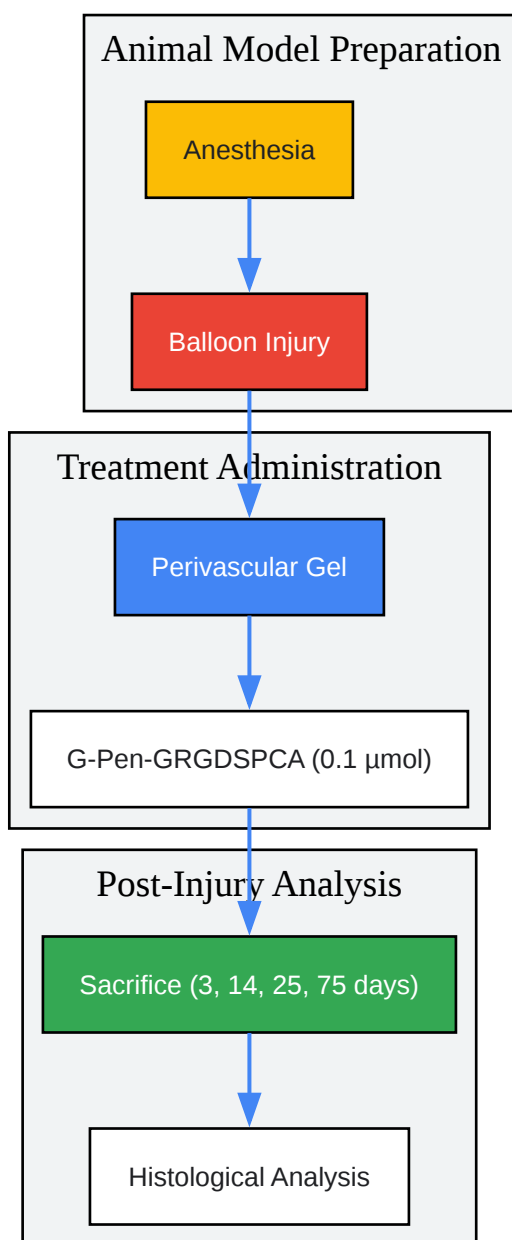 Animal Model Preparation
Anesthesia
Balloon Injury
Treatment Administration
Perivascular Gel
G-Pen-GRGDSPCA (0.1 µmol)
Post-Injury Analysis
Sacrifice (3, 14, 25, 75 days)
Histological Analysis